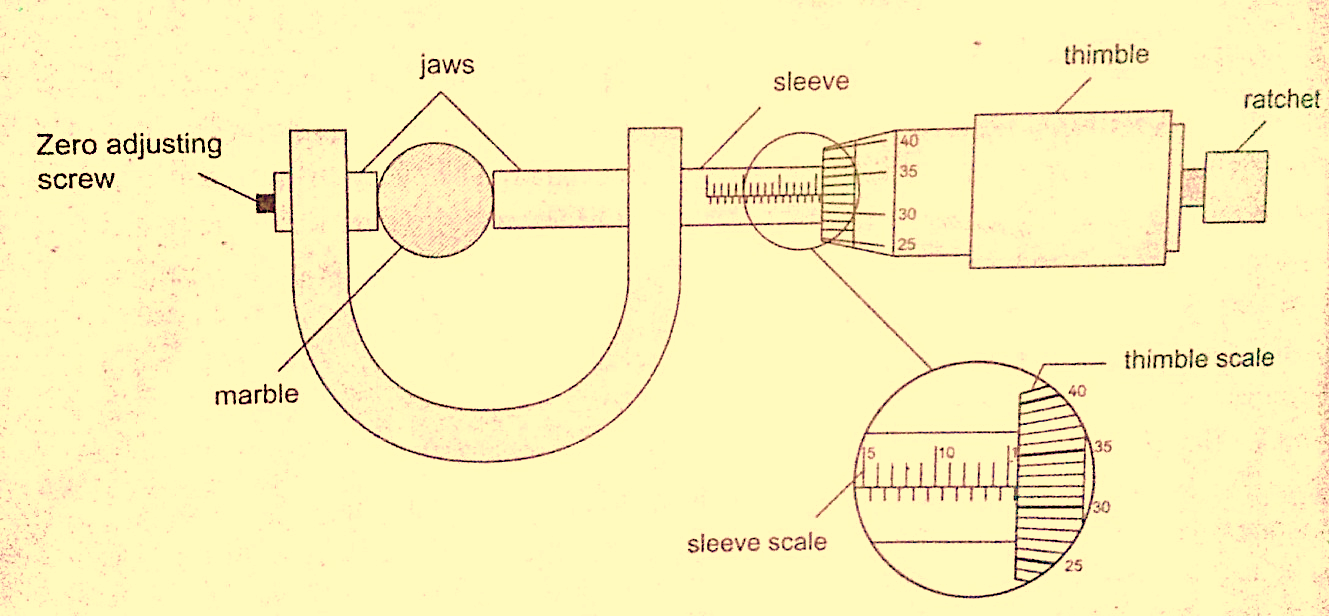 jaws
thimble
sleeve
ratchet
Zero adjusting
screw
40
35
30
25
marble
thimble scale
40
35
5
10
1
30
sleeve scale
25